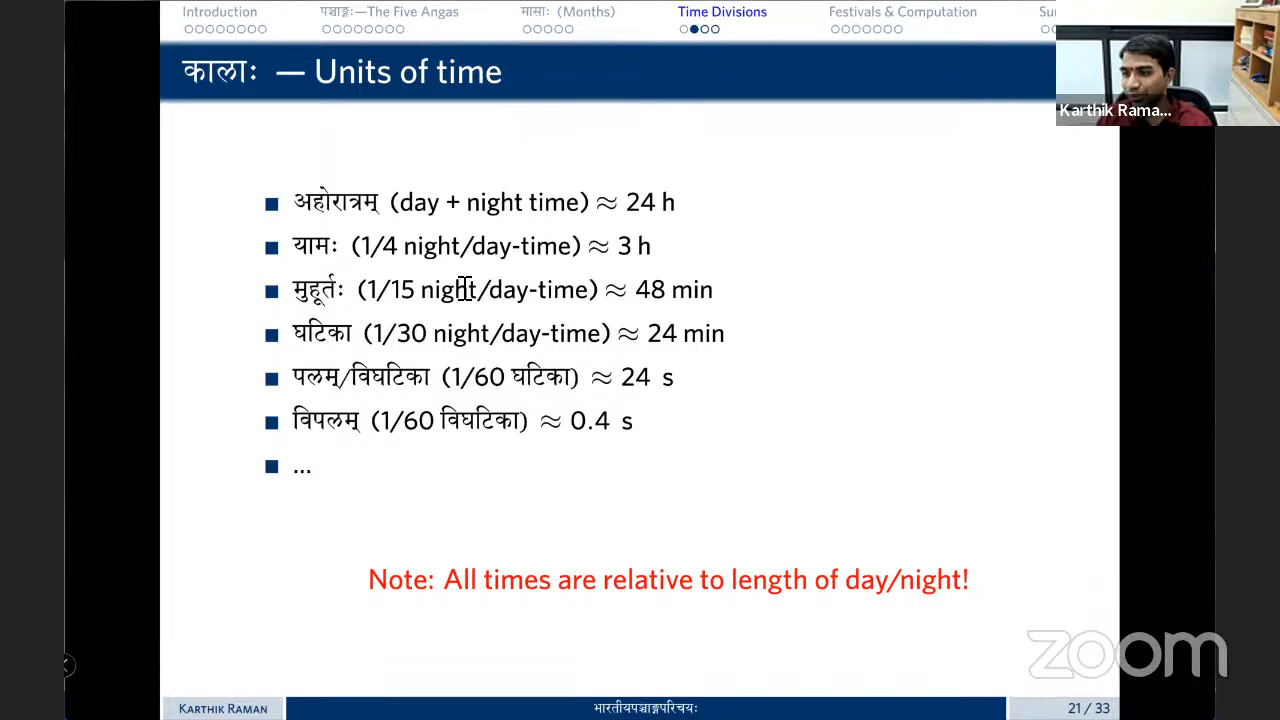 Introduction पञ्चाङ्गः—The Five Angas मासाः (Months) Time Divisions Festivals & Computation
कालाः — Units of time
Karthik Rama...
अहोरात्रम् (day + night time) ≈ 24 h
यामः (1/4 night/day-time) ≈ 3 h
मुहूर्तः (1/15 night/day-time) ≈ 48 min
घटिका (1/30 night/day-time) ≈ 24 min
पलम्/विघटिका (1/60 घटिका) ≈ 24 s
विपलम् (1/60 विघटिका) ≈ 0.4 s
...
Note: All times are relative to length of day/night!
zoom
KARTHIK RAMAN भारतीयपञ्चाङ्गपरिचयः 21 / 33